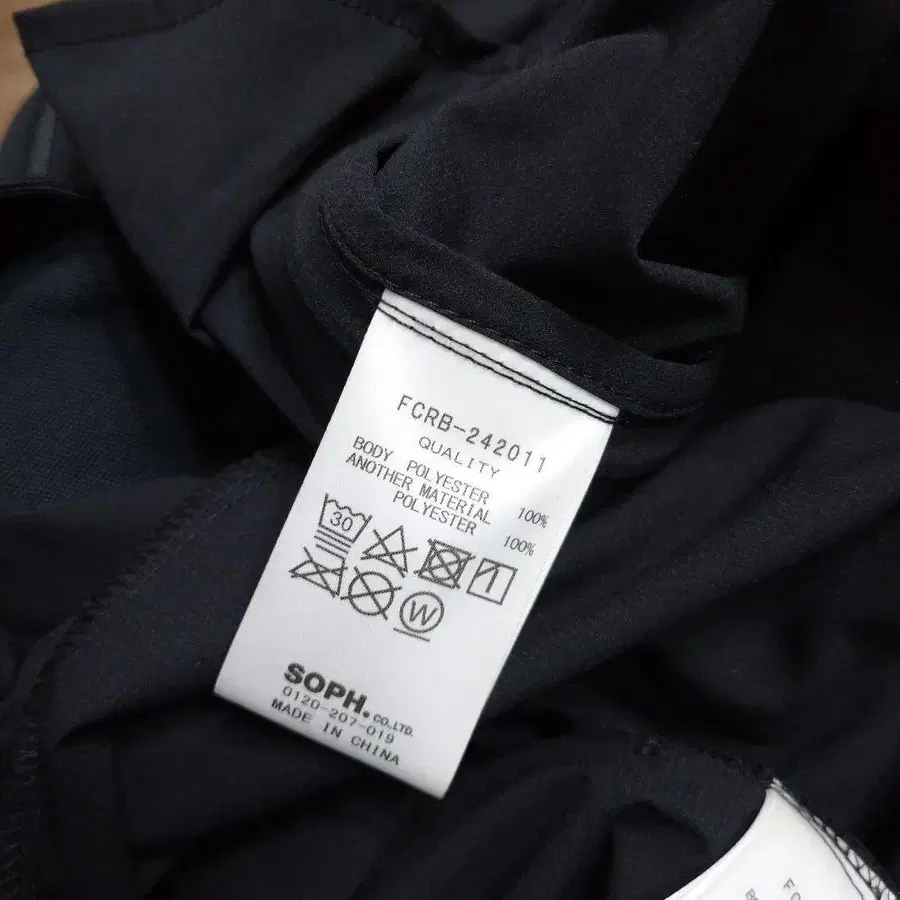 FCRB-242011
QUALITY
BODY POLYESTER 100%
ANOTHER MATERIAL
POLYESTER 100%
30
W
SOPH. CO.,LTD.
0120-207-019
MADE IN CHINA
FC
B